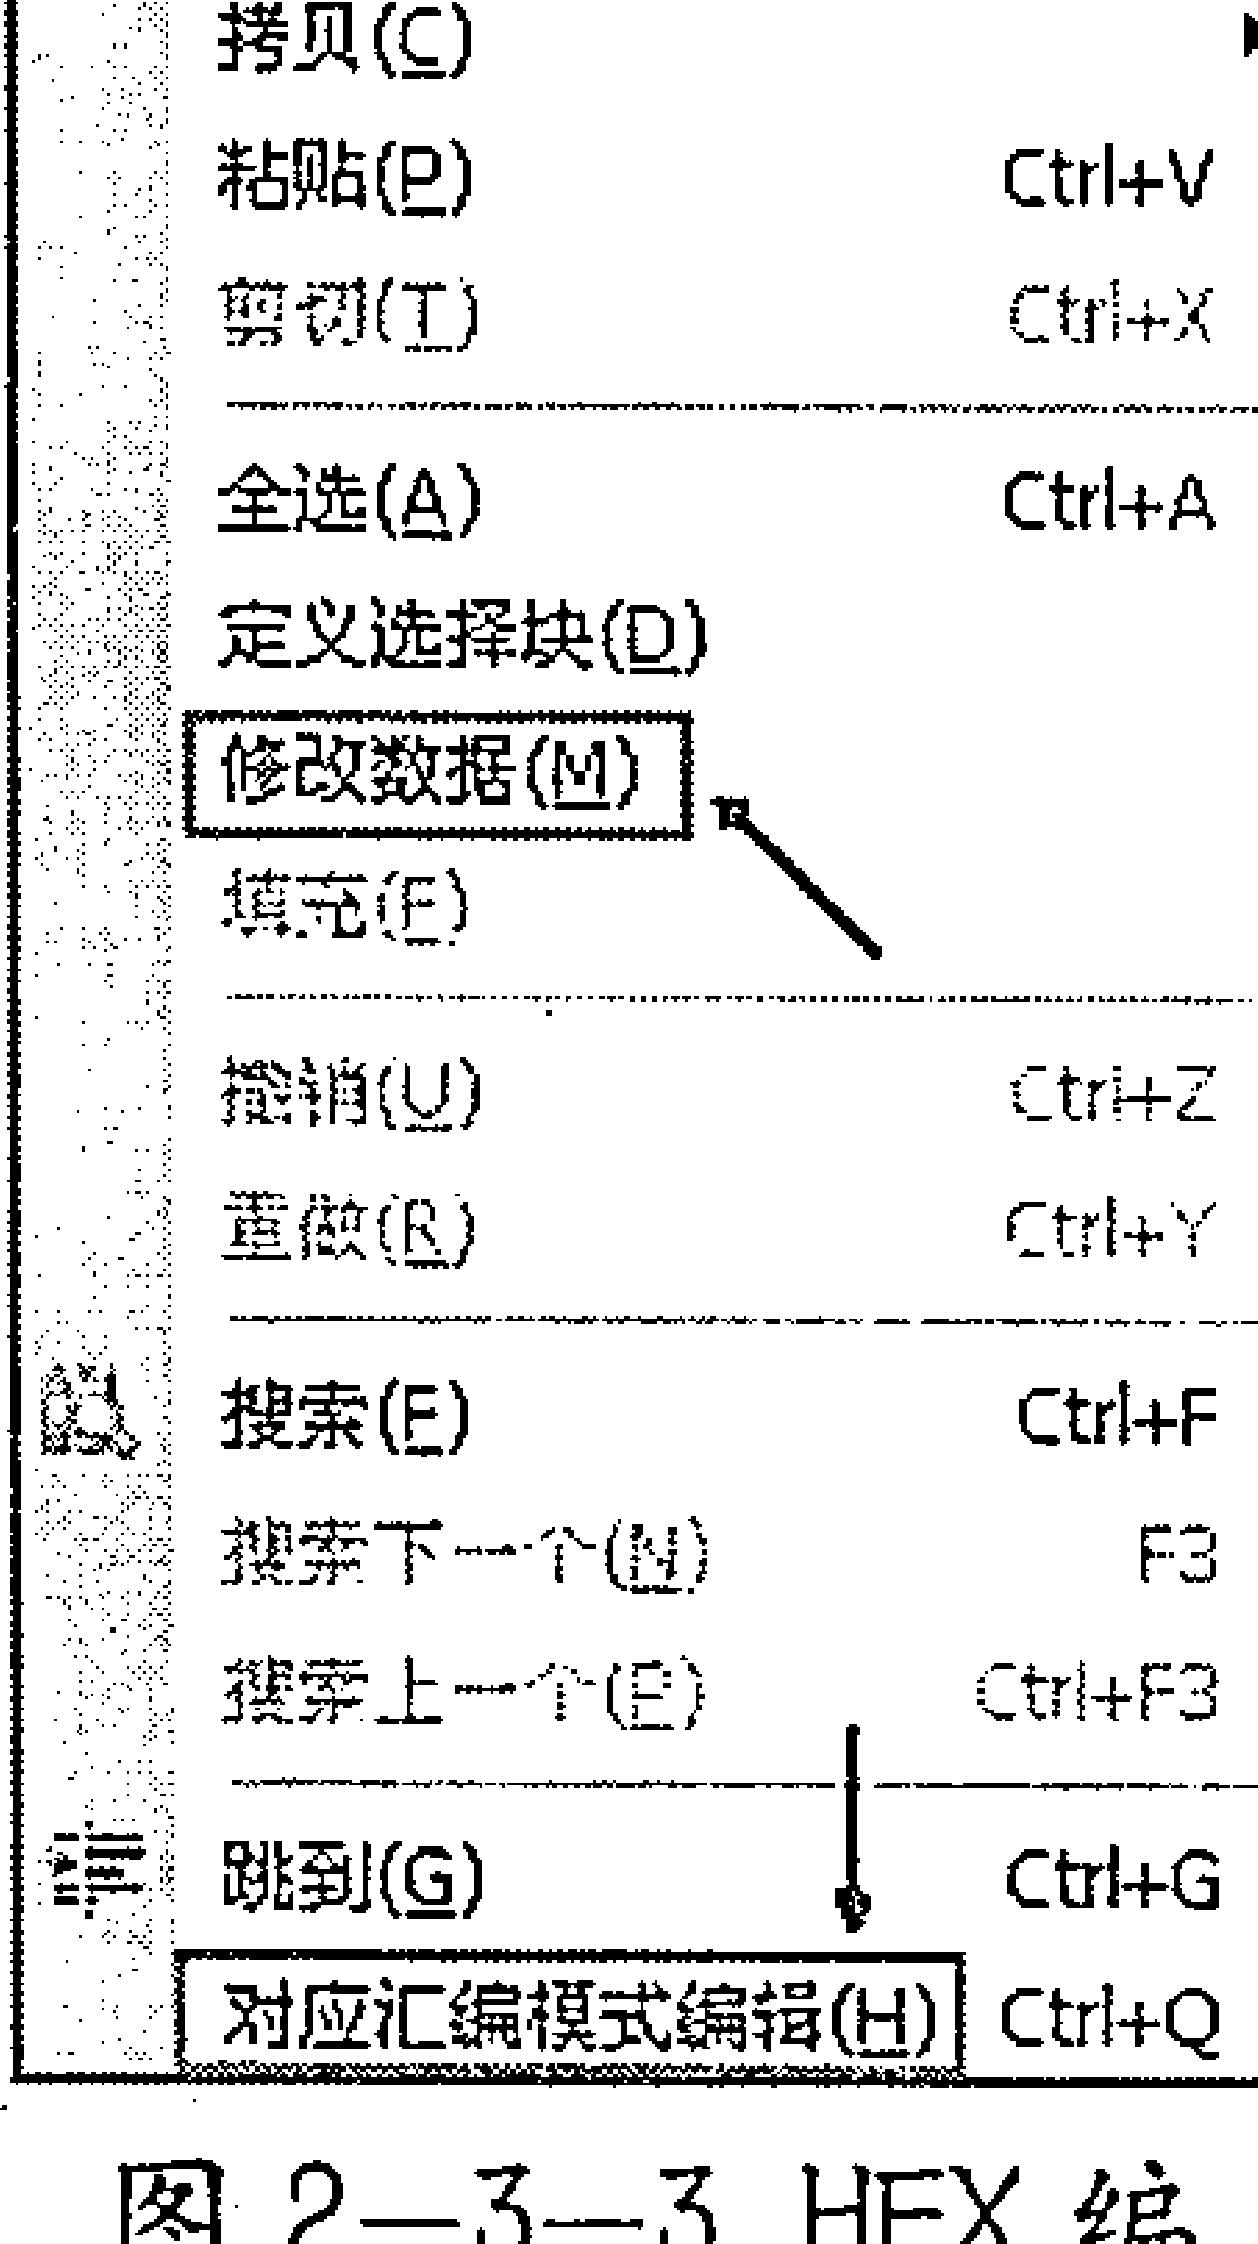 拷贝(C)
粘贴(P) Ctrl+V
剪切(T) Ctrl+X
全选(A) Ctrl+A
定义选择块(D)
修改数据(M)
填充(F)
撤销(U) Ctrl+Z
重做(R) Ctrl+Y
搜索(F) Ctrl+F
搜索下一个(N) F3
搜索上一个(E) Ctrl+F3
跳到(G) Ctrl+G
对应汇编模式编辑(H) Ctrl+Q
图 2—3—3 HEX 编